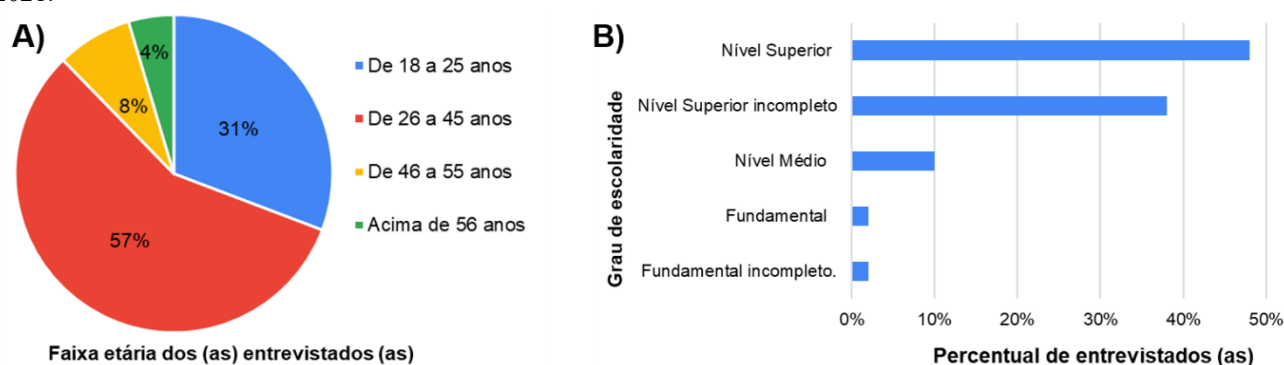 2021.
A)
4%
8%
31%
57%
De 18 a 25 anos
De 26 a 45 anos
De 46 a 55 anos
Acima de 56 anos
Faixa etária dos (as) entrevistados (as)
B)
Grau de escolaridade
Nível Superior
Nível Superior incompleto
Nível Médio
Fundamental
Fundamental incompleto.
0% 10% 20% 30% 40% 50%
Percentual de entrevistados (as)